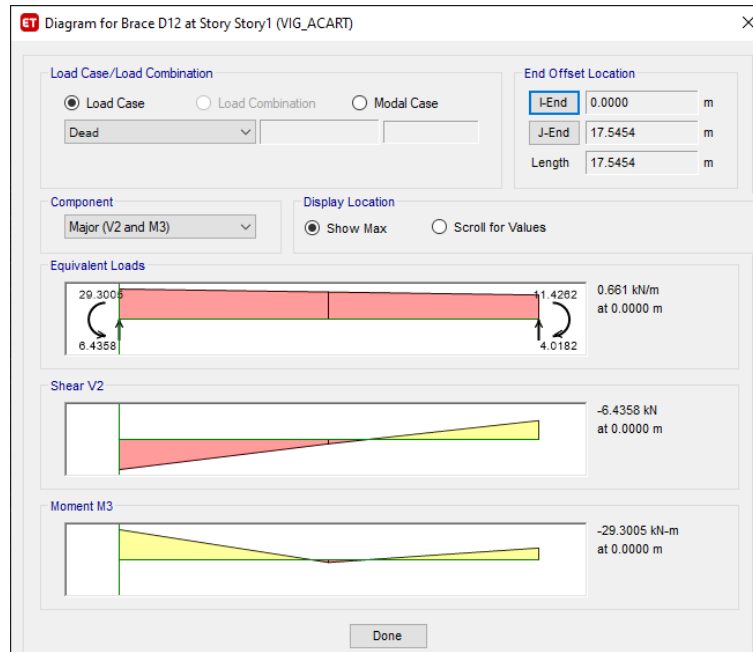 ET Diagram for Brace D12 at Story Story1 (VIG_ACART)
Load Case/Load Combination
Load Case Load Combination Modal Case
Dead
End Offset Location
I-End 0.0000 m
J-End 17.5454 m
Length 17.5454 m
Component
Major (V2 and M3)
Display Location
Show Max Scroll for Values
Equivalent Loads
29.3005 11.4262
6.4358 4.0182
0.661 kN/m
at 0.0000 m
Shear V2
-6.4358 kN
at 0.0000 m
Moment M3
-29.3005 kN-m
at 0.0000 m
Done